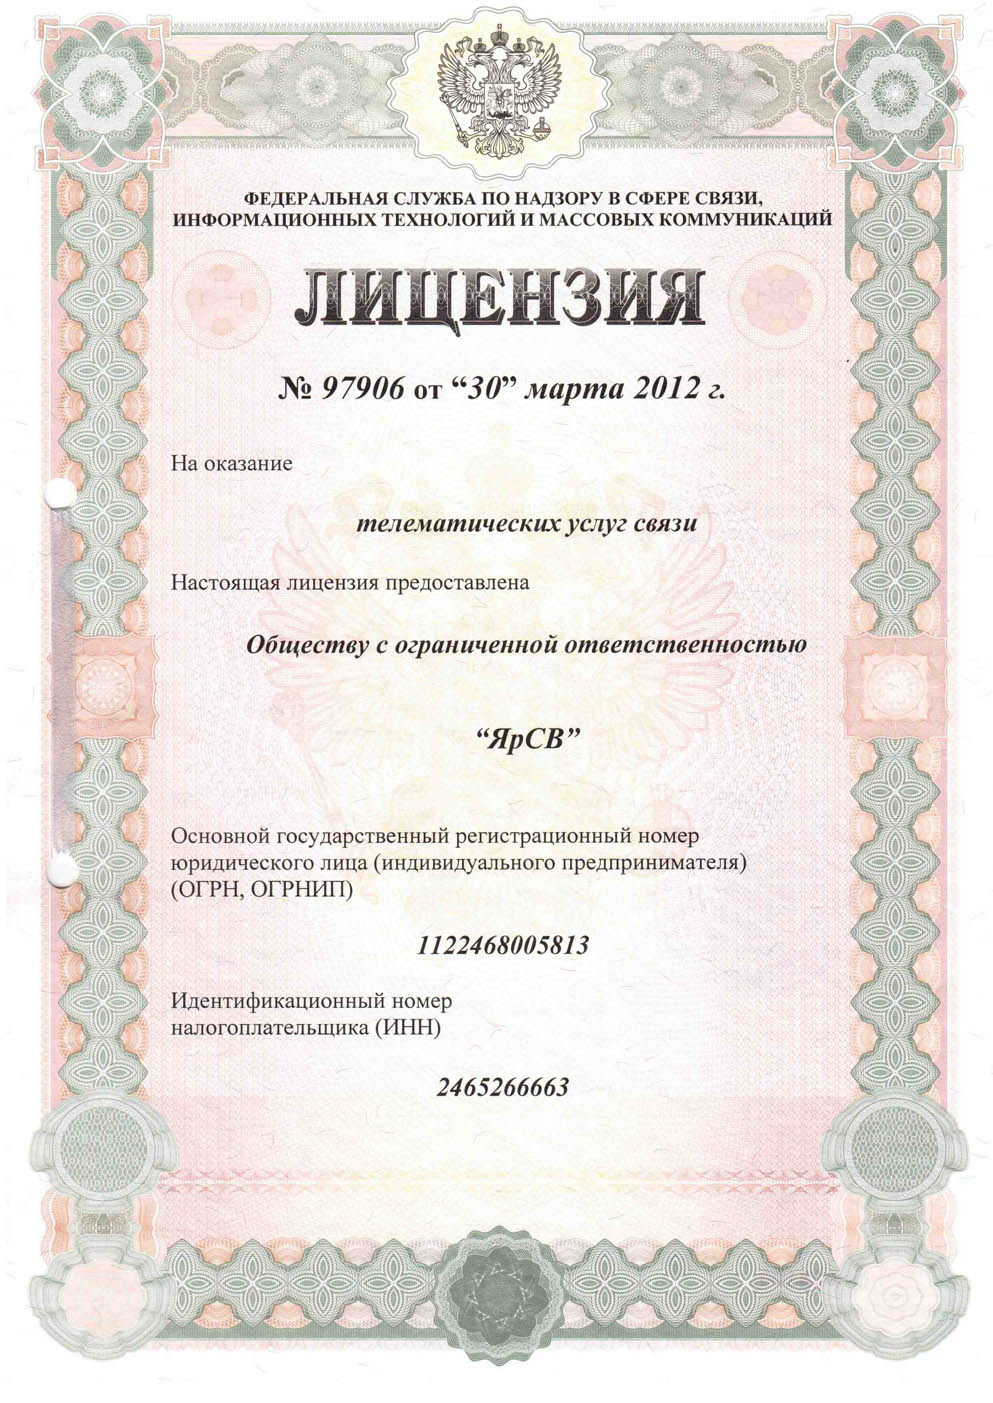 ФЕДЕРАЛЬНАЯ СЛУЖБА ПО НАДЗОРУ В СФЕРЕ СВЯЗИ,
ИНФОРМАЦИОННЫХ ТЕХНОЛОГИЙ И МАССОВЫХ КОММУНИКАЦИЙ
ЛИЦЕНЗИЯ
№ 97906 от “30” марта 2012 г.
На оказание
телематических услуг связи
Настоящая лицензия предоставлена
Обществу с ограниченной ответственностью
“ЯрСВ”
Основной государственный регистрационный номер
юридического лица (индивидуального предпринимателя)
(ОГРН, ОГРНИП)
1122468005813
Идентификационный номер
налогоплательщика (ИНН)
2465266663